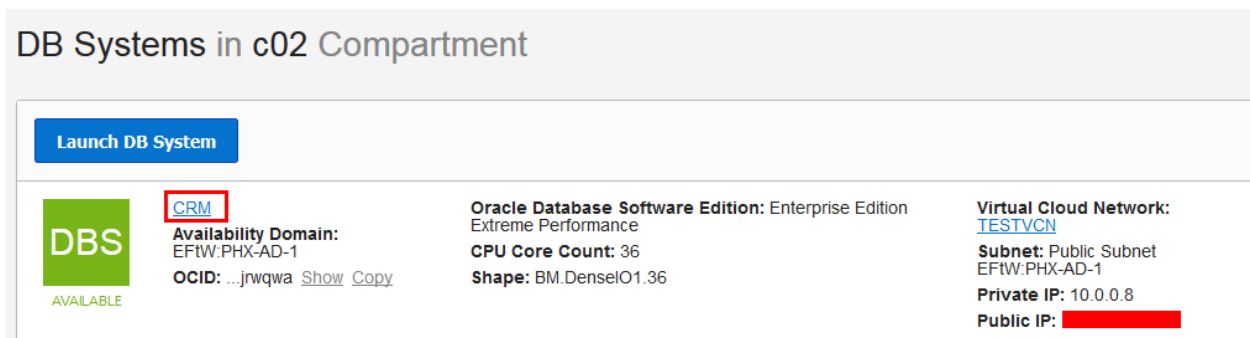 DB Systems in c02 Compartment
Launch DB System
DBS
AVAILABLE
CRM
Availability Domain:
EFtW:PHX-AD-1
OCID: ...jrwqwa Show Copy
Oracle Database Software Edition: Enterprise Edition
Extreme Performance
CPU Core Count: 36
Shape: BM.DenseIO1.36
Virtual Cloud Network:
TESTVCN
Subnet: Public Subnet
EFtW:PHX-AD-1
Private IP: 10.0.0.8
Public IP: